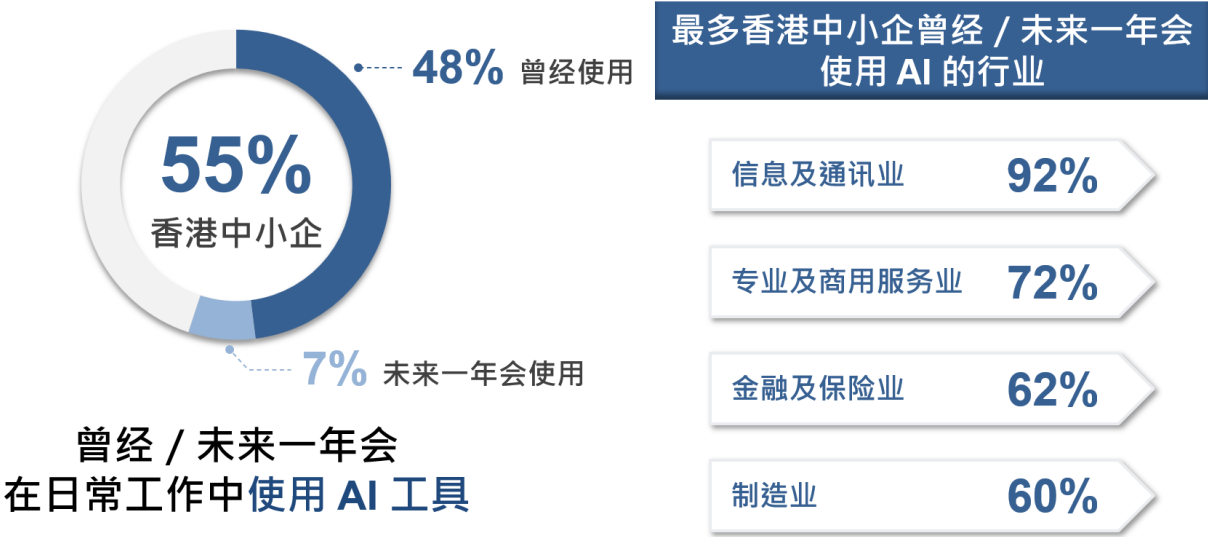 48% 曾经使用
55%
香港中小企
7% 未来一年会使用
曾经 / 未来一年会
在日常工作中使用 AI 工具
最多香港中小企曾经 / 未来一年会
使用 AI 的行业
信息及通讯业 92%
专业及商用服务业 72%
金融及保险业 62%
制造业 60%